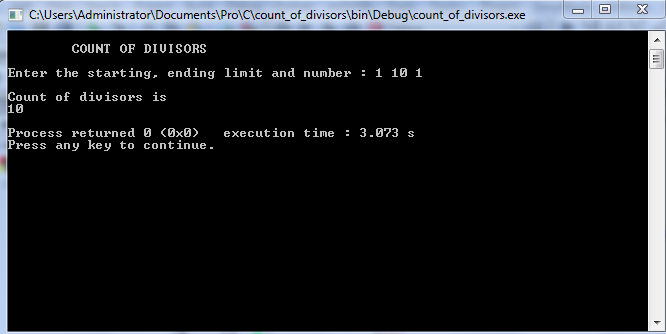 C:\Users\Administrator\Documents\Pro\C\count_of_divisors\bin\Debug\count_of_divisors.exe
COUNT OF DIVISORS
Enter the starting, ending limit and number : 1 10 1
Count of divisors is
10
Process returned 0 (0x0)   execution time : 3.073 s
Press any key to continue.